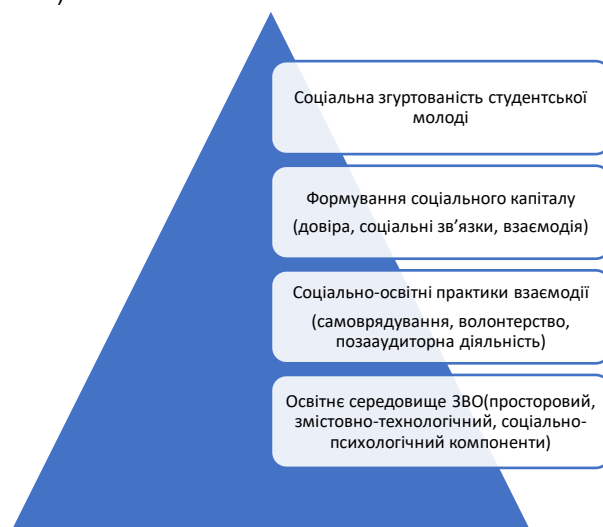 Соціальна згуртованість студентської
молоді
Формування соціального капіталу
(довіра, соціальні зв’язки, взаємодія)
Соціально-освітні практики взаємодії
(самоврядування, волонтерство,
позааудиторна діяльність)
Освітнє середовище ЗВО(просторовий,
змістовно-технологічний, соціально-
психологічний компоненти)